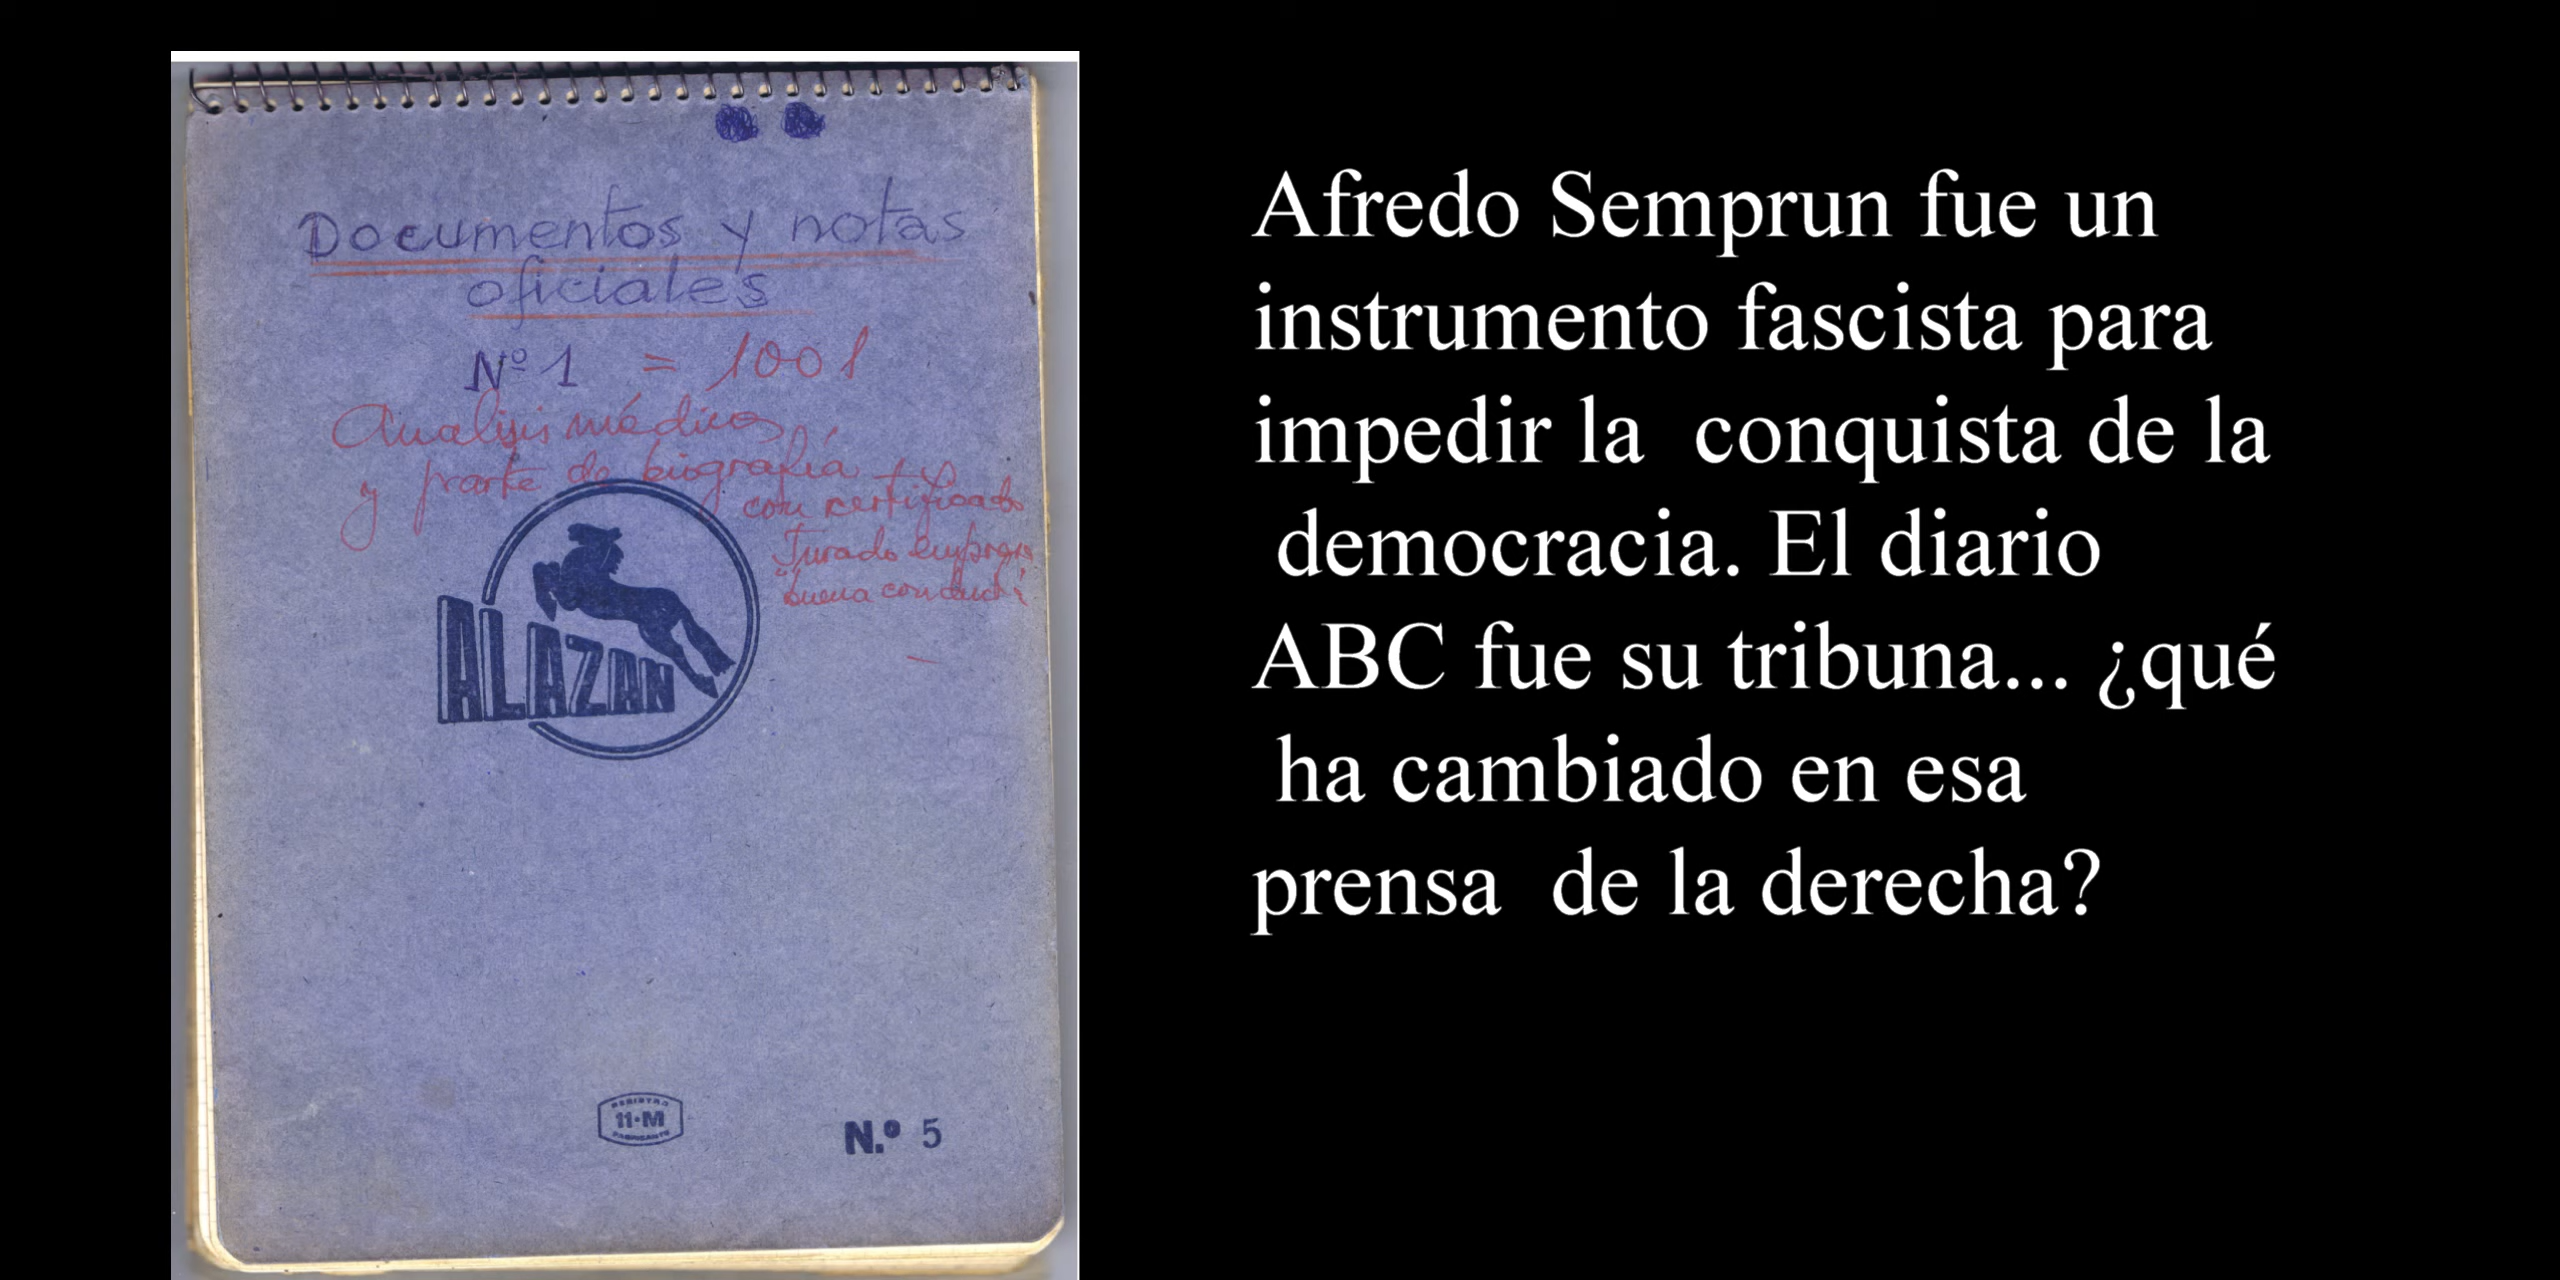 Documentos y notas
oficiales
Nº 1 = 1001
Analisis médicos
y parte de biografía
con certificado
Jurado empresa
"buena conduct
ALAZAN
11·M
N.º 5
Afredo Semprun fue un
instrumento fascista para
impedir la conquista de la
democracia. El diario
ABC fue su tribuna... ¿qué
ha cambiado en esa
prensa de la derecha?